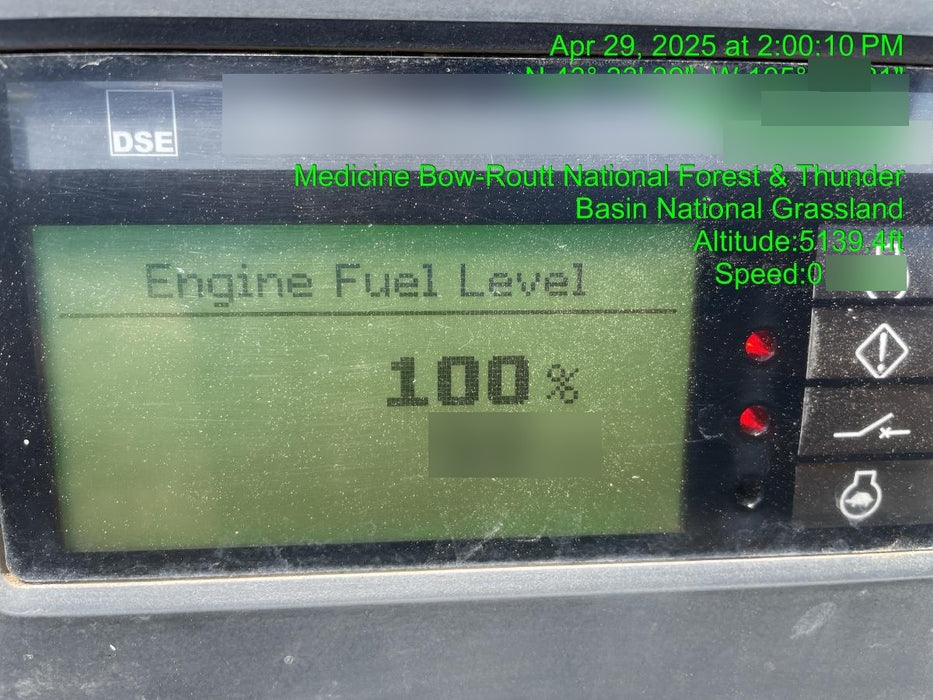 Apr 29, 2025 at 2:00:10 PM
DSE
Medicine Bow-Routt National Forest & Thunder
Basin National Grassland
Altitude:5139.4ft
Speed:0
Engine Fuel Level
100 %